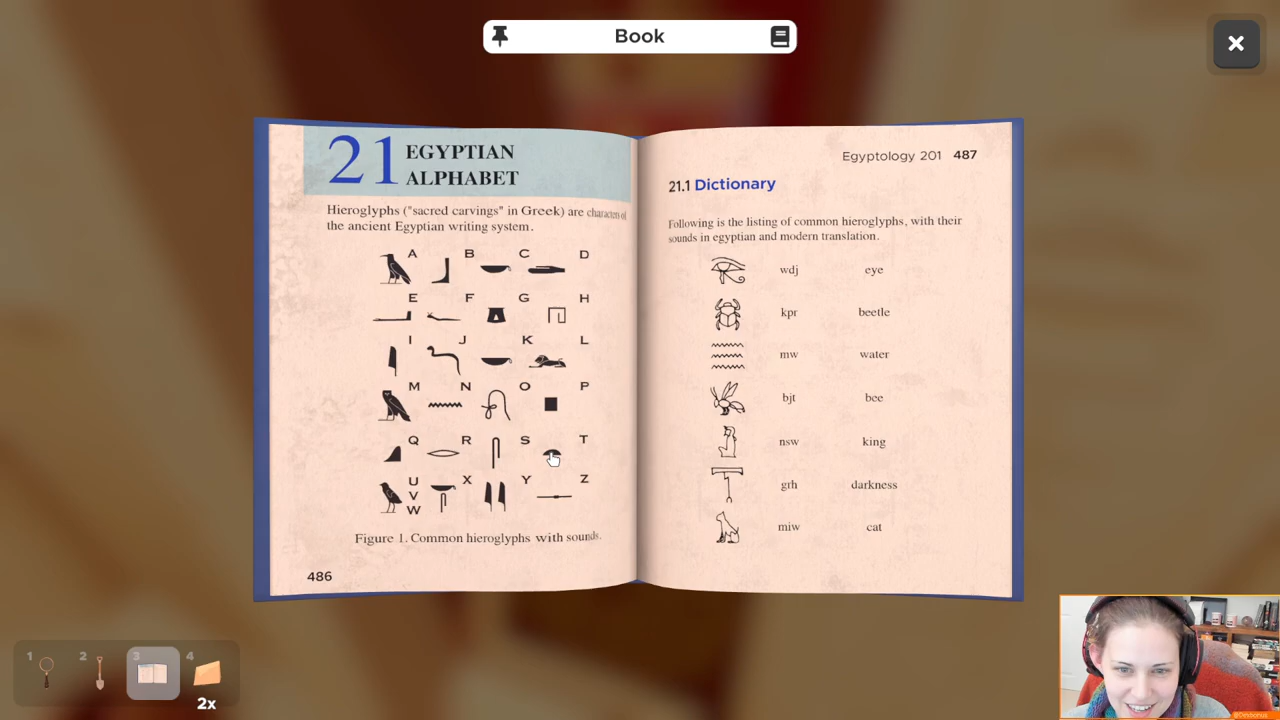 Book
21 EGYPTIAN
ALPHABET
Hieroglyphs ("sacred carvings" in Greek) are characters of
the ancient Egyptian writing system.
A B C D
E F G H
I J K L
M N O P
Q R S T
U
V
W
X Y Z
Figure 1. Common hieroglyphs with sounds.
486
Egyptology 201 487
21.1 Dictionary
Following is the listing of common hieroglyphs, with their
sounds in egyptian and modern translation.
wdj eye
kpr beetle
mw water
bjt bee
nsw king
grh darkness
miw cat
1 2 3 4
2x